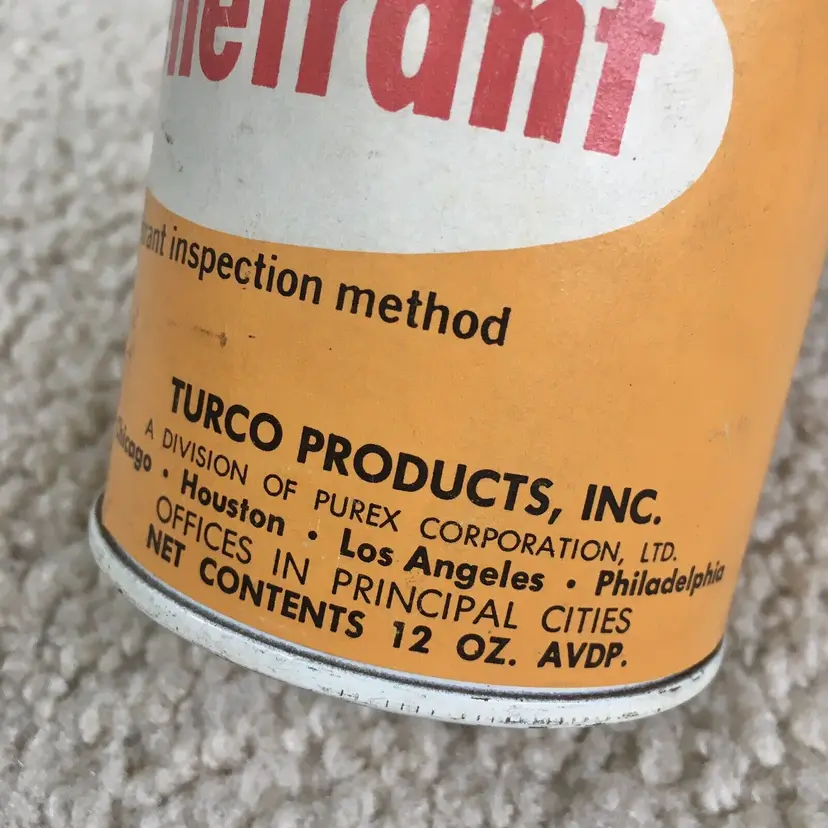 netrant
rant inspection method
TURCO PRODUCTS, INC.
A DIVISION OF PUREX CORPORATION, LTD.
Chicago • Houston • Los Angeles • Philadelphia
OFFICES IN PRINCIPAL CITIES
NET CONTENTS 12 OZ. AVDP.